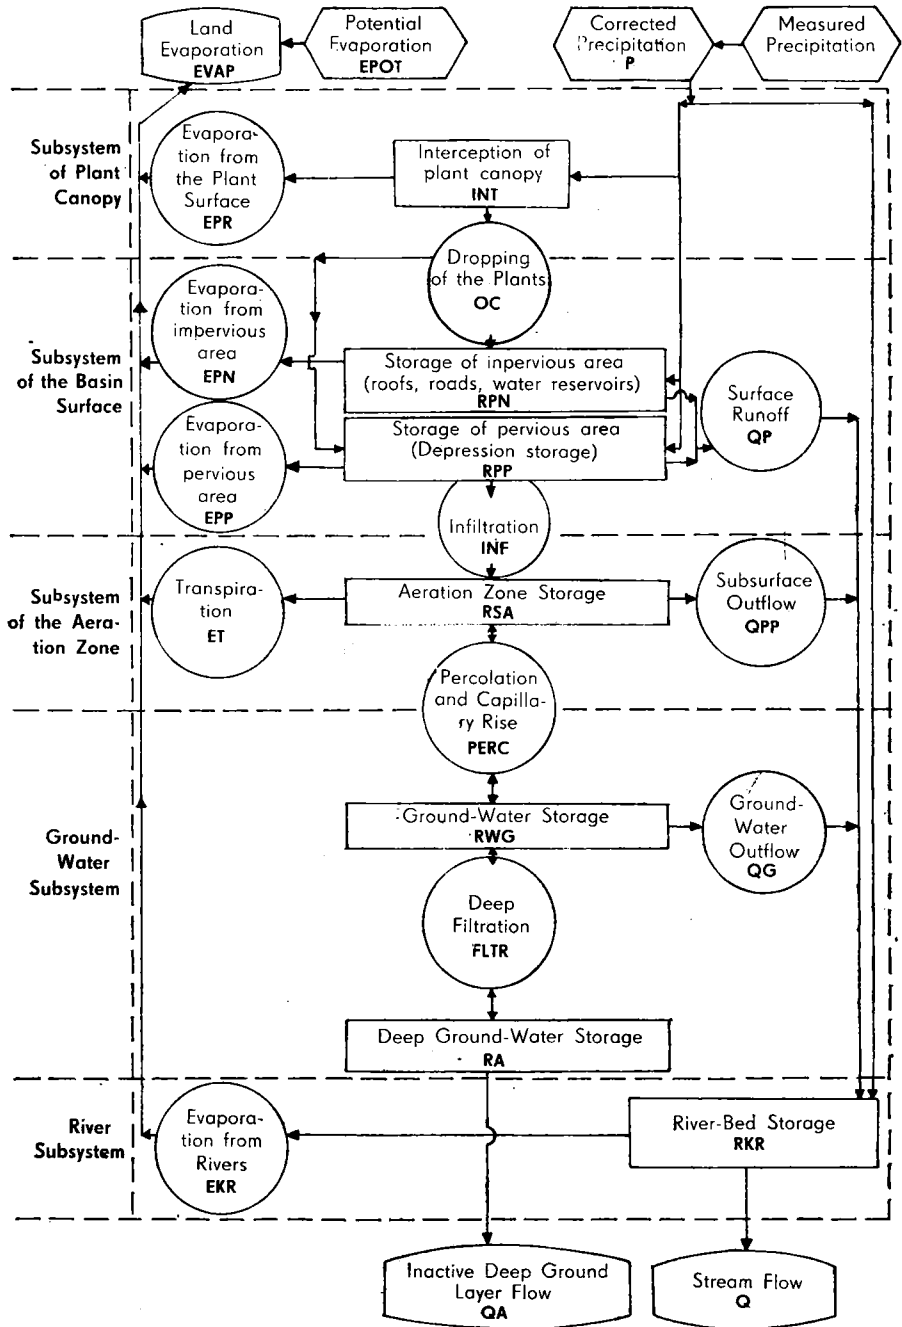 Land
Evaporation
EVAP
Potential
Evaporation
EPOT
Corrected
Precipitation
P
Measured
Precipitation
Subsystem
of Plant
Canopy
Evapora-
tion from
the Plant
Surface
EPR
Interception of
plant canopy
INT
Dropping
of the Plants
OC
Subsystem
of the Basin
Surface
Evapora-
tion from
impervious
area
EPN
Storage of inpervious area
(roofs, roads, water reservoirs)
RPN
Surface
Runoff
QP
Evaporation
tion from
pervious
area
EPP
Storage of pervious area
(Depression storage)
RPP
Infiltration
INF
Subsystem
of the Aera-
tion Zone
Transpira-
tion
ET
Aeration Zone Storage
RSA
Subsurface
Outflow
QPP
Percolation
and Capilla-
ry Rise
PERC
Ground-
Water
Subsystem
Ground-Water Storage
RWG
Ground-
Water
Outflow
QG
Deep
Filtration
FLTR
Deep Ground-Water Storage
RA
River
Subsystem
Evapora-
tion from
Rivers
EKR
River-Bed Storage
RKR
Inactive Deep Ground
Layer Flow
QA
Stream Flow
Q